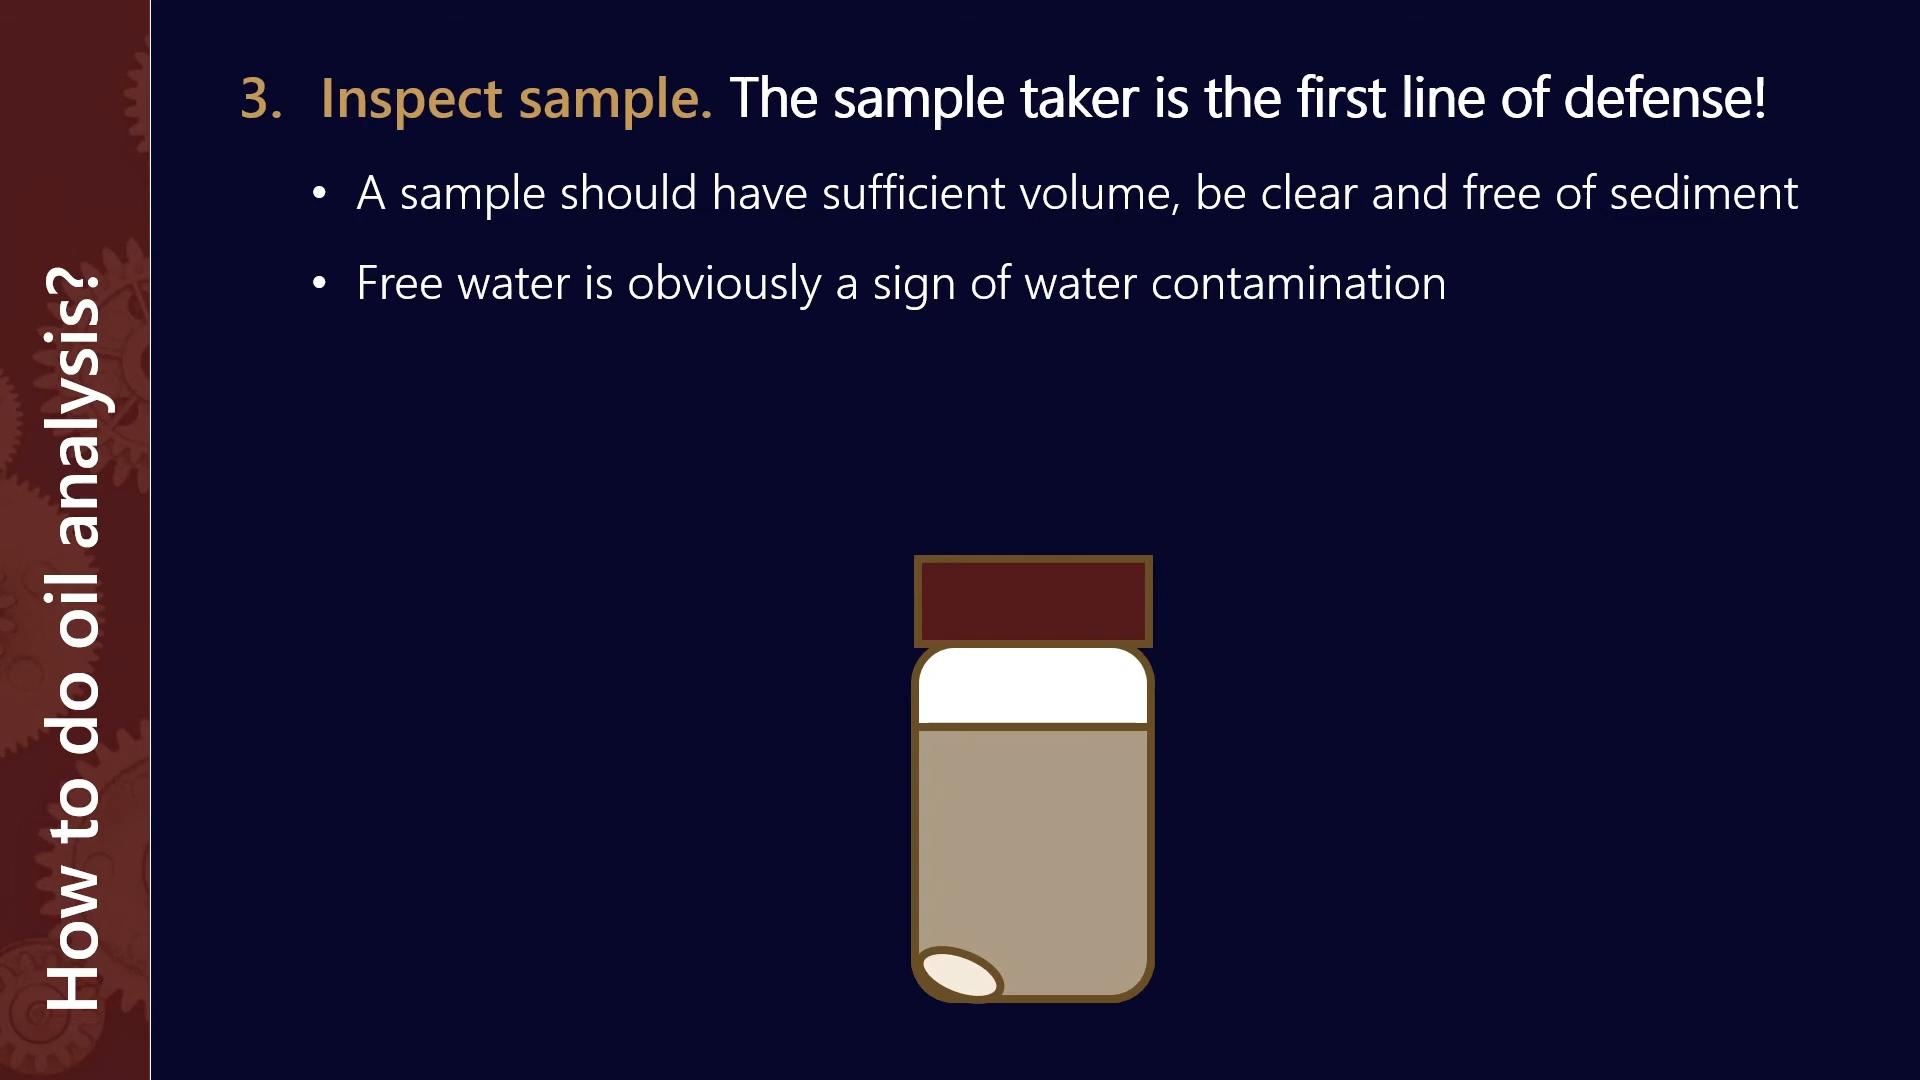 How to do oil analysis?
3. Inspect sample. The sample taker is the first line of defense!
• A sample should have sufficient volume, be clear and free of sediment
• Free water is obviously a sign of water contamination